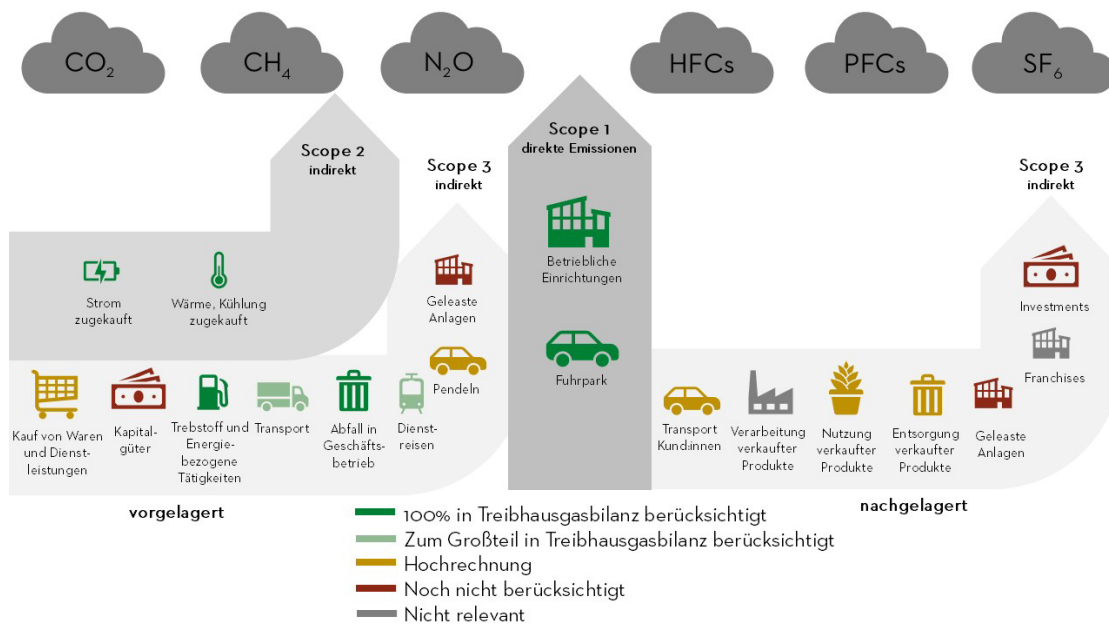 CO₂
CH₄
N₂O
HFCs
PFCs
SF₆
Scope 2
indirekt
Scope 3
indirekt
Scope 1
direkte Emissionen
Scope 3
indirekt
Strom
zugekauft
Wärme, Kühlung
zugekauft
Geleaste
Anlagen
Pendeln
Betriebliche
Einrichtungen
Fuhrpark
Investments
Franchises
Kauf von Waren
und Dienst-
leistungen
Kapital-
güter
Trebstoff und
Energie-
bezogene
Tätigkeiten
Transport
Abfall in
Geschäfts-
betrieb
Dienst-
reisen
Transport
Kund:innen
Verarbeitung
verkaufter
Produkte
Nutzung
verkaufter
Produkte
Entsorgung
verkaufter
Produkte
Geleaste
Anlagen
vorgelagert
nachgelagert
100% in Treibhausgasbilanz berücksichtigt
Zum Großteil in Treibhausgasbilanz berücksichtigt
Hochrechnung
Noch nicht berücksichtigt
Nicht relevant